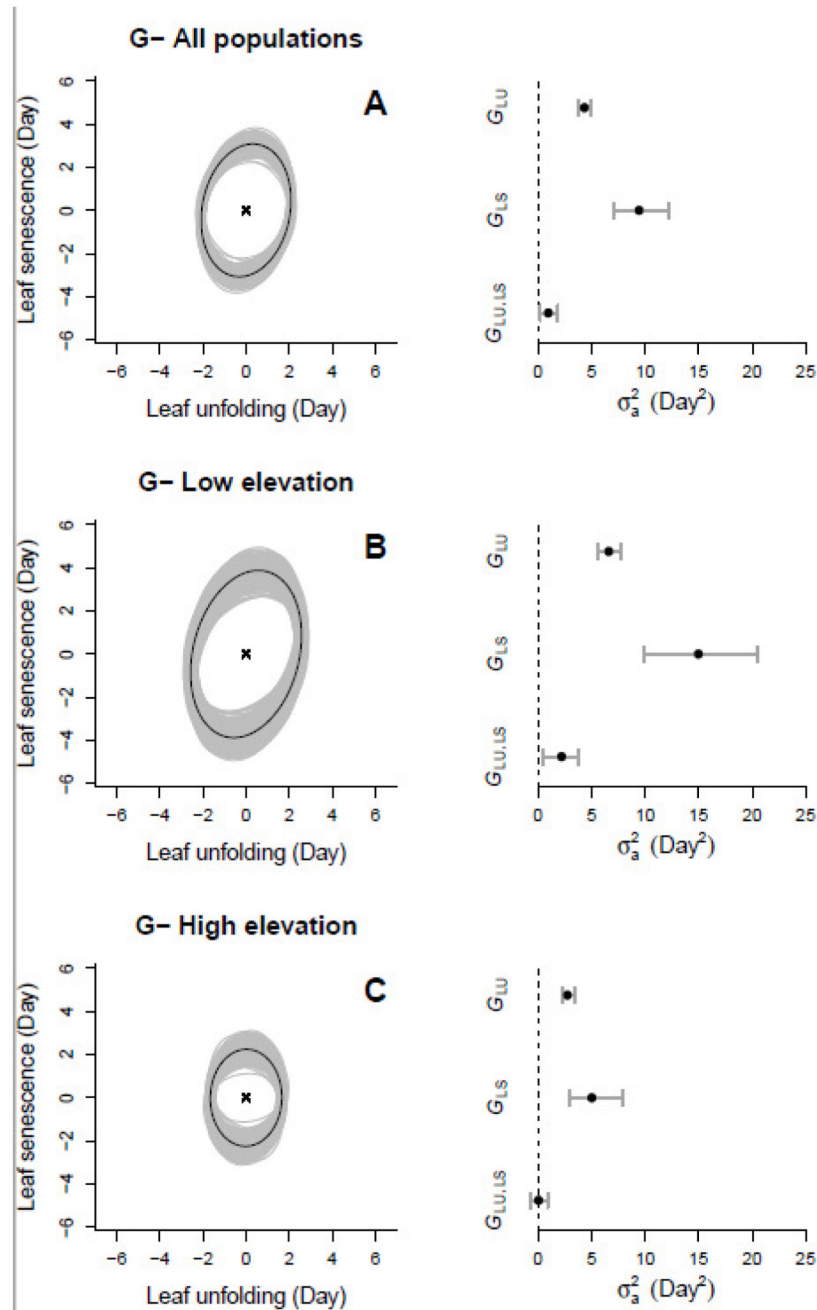 G− All populations
A
Leaf senescence (Day)
6
4
2
0
−2
−4
−6
−6 −4 −2 0 2 4 6
Leaf unfolding (Day)
G_LU
G_LS
G_LU,LS
0 5 10 15 20 25
σ²ₐ (Day²)
G− Low elevation
B
Leaf senescence (Day)
6
4
2
0
−2
−4
−6
−6 −4 −2 0 2 4 6
Leaf unfolding (Day)
G_LU
G_LS
G_LU,LS
0 5 10 15 20 25
σ²ₐ (Day²)
G− High elevation
C
Leaf senescence (Day)
6
4
2
0
−2
−4
−6
−6 −4 −2 0 2 4 6
Leaf unfolding (Day)
G_LU
G_LS
G_LU,LS
0 5 10 15 20 25
σ²ₐ (Day²)